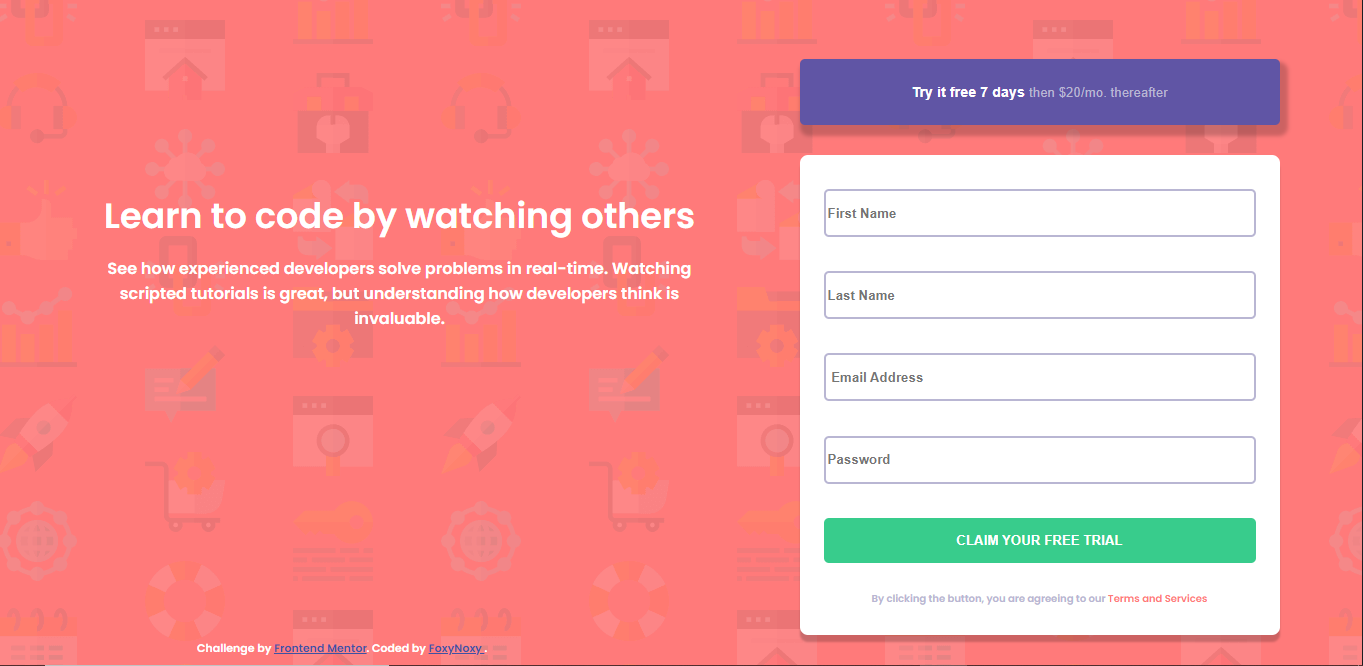 Learn to code by watching others
See how experienced developers solve problems in real-time. Watching
scripted tutorials is great, but understanding how developers think is
invaluable.
Try it free 7 days then $20/mo. thereafter
First Name
Last Name
Email Address
Password
CLAIM YOUR FREE TRIAL
By clicking the button, you are agreeing to our Terms and Services
Challenge by Frontend Mentor. Coded by FoxyNoxy .